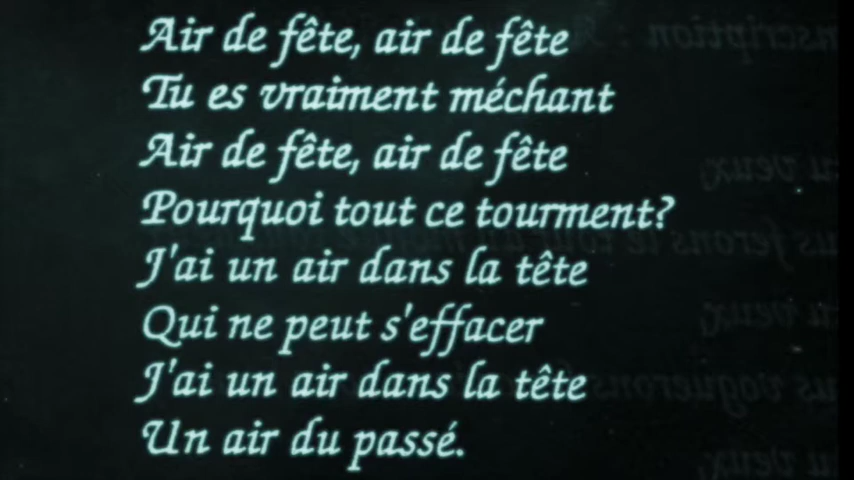 Air de fête, air de fête
Tu es vraiment méchant
Air de fête, air de fête
Pourquoi tout ce tourment?
J'ai un air dans la tête
Qui ne peut s'effacer
J'ai un air dans la tête
Un air du passé.